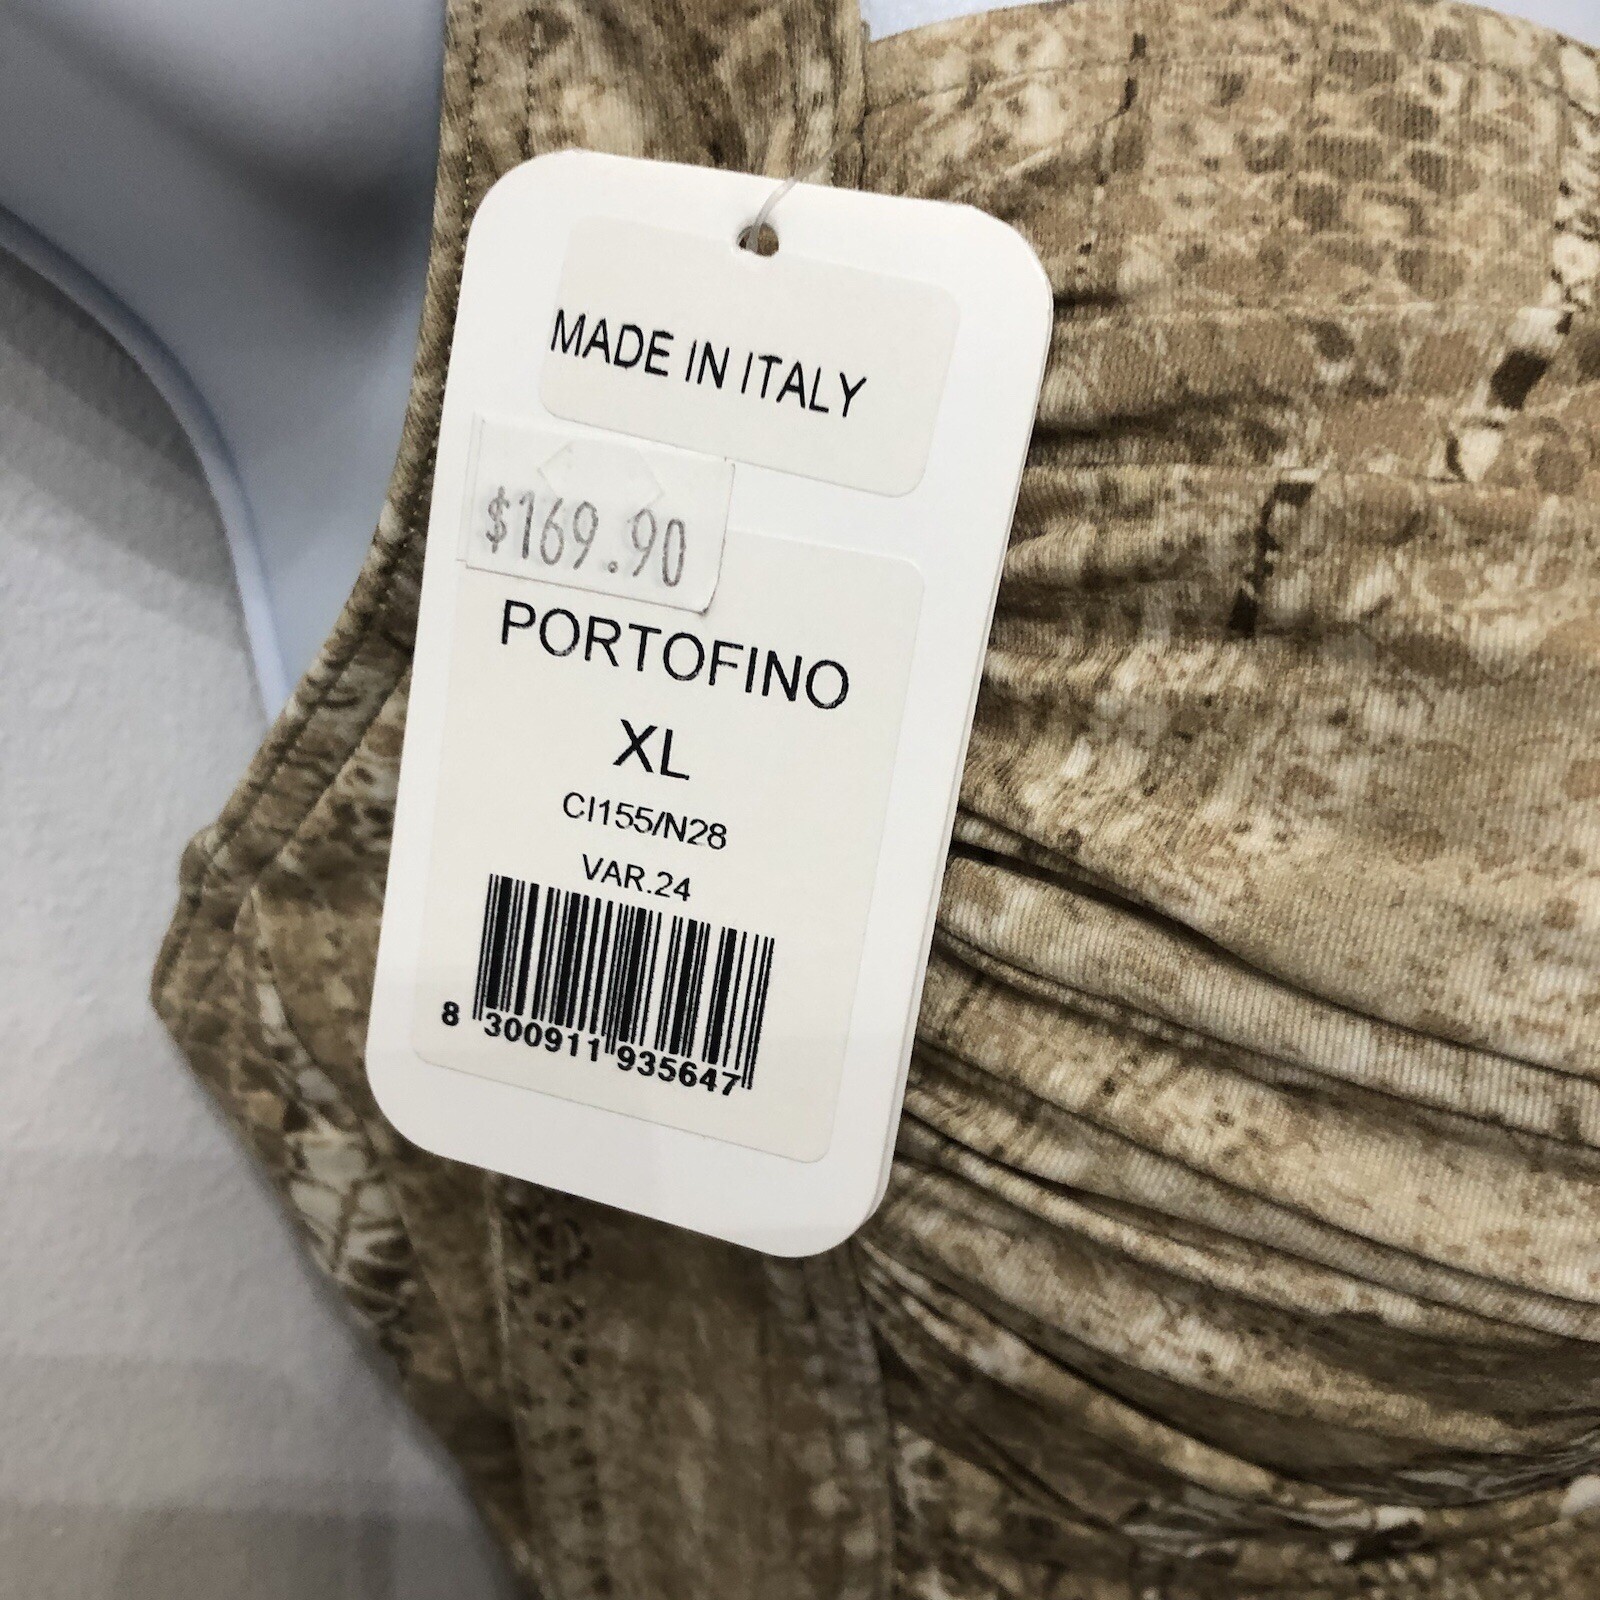 MADE IN ITALY
$169.90
PORTOFINO
XL
CI155/N28
VAR.24
8 300911 935647